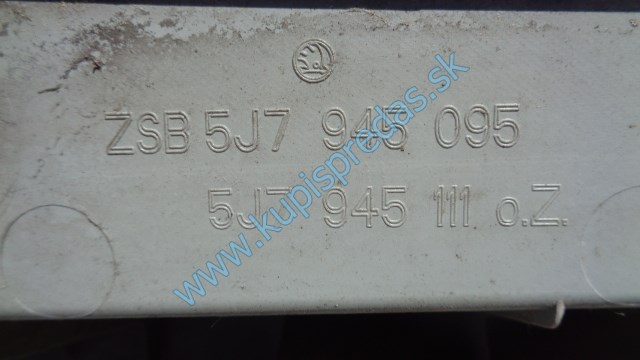 ZSB 5J7 945 095
5J7 945 111 o.Z.
www.kupispredas.sk